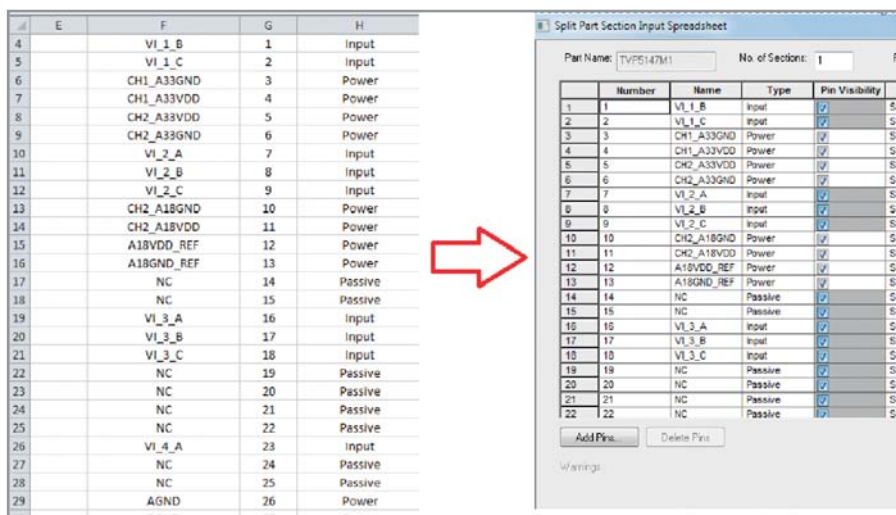 E F G H
4 VI_1_B 1 Input
5 VI_1_C 2 Input
6 CH1_A33GND 3 Power
7 CH1_A33VDD 4 Power
8 CH2_A33VDD 5 Power
9 CH2_A33GND 6 Power
10 VI_2_A 7 Input
11 VI_2_B 8 Input
12 VI_2_C 9 Input
13 CH2_A18GND 10 Power
14 CH2_A18VDD 11 Power
15 A18VDD_REF 12 Power
16 A18GND_REF 13 Power
17 NC 14 Passive
18 NC 15 Passive
19 VI_3_A 16 Input
20 VI_3_B 17 Input
21 VI_3_C 18 Input
22 NC 19 Passive
23 NC 20 Passive
24 NC 21 Passive
25 NC 22 Passive
26 VI_4_A 23 Input
27 NC 24 Passive
28 NC 25 Passive
29 AGND 26 Power
Split Part Section Input Spreadsheet
Part Name: TVP5147M1 No. of Sections: 1
Number Name Type Pin Visibility
1 1 VI_1_B Input S
2 2 VI_1_C Input S
3 3 CH1_A33GND Power S
4 4 CH1_A33VDD Power S
5 5 CH2_A33VDD Power S
6 6 CH2_A33GND Power S
7 7 VI_2_A Input S
8 8 VI_2_B Input S
9 9 VI_2_C Input S
10 10 CH2_A18GND Power S
11 11 CH2_A18VDD Power S
12 12 A18VDD_REF Power S
13 13 A18GND_REF Power S
14 14 NC Passive S
15 15 NC Passive S
16 16 VI_3_A Input S
17 17 VI_3_B Input S
18 18 VI_3_C Input S
19 19 NC Passive S
20 20 NC Passive S
21 21 NC Passive S
22 22 NC Passive S
Add Pins... Delete Pins
Warnings